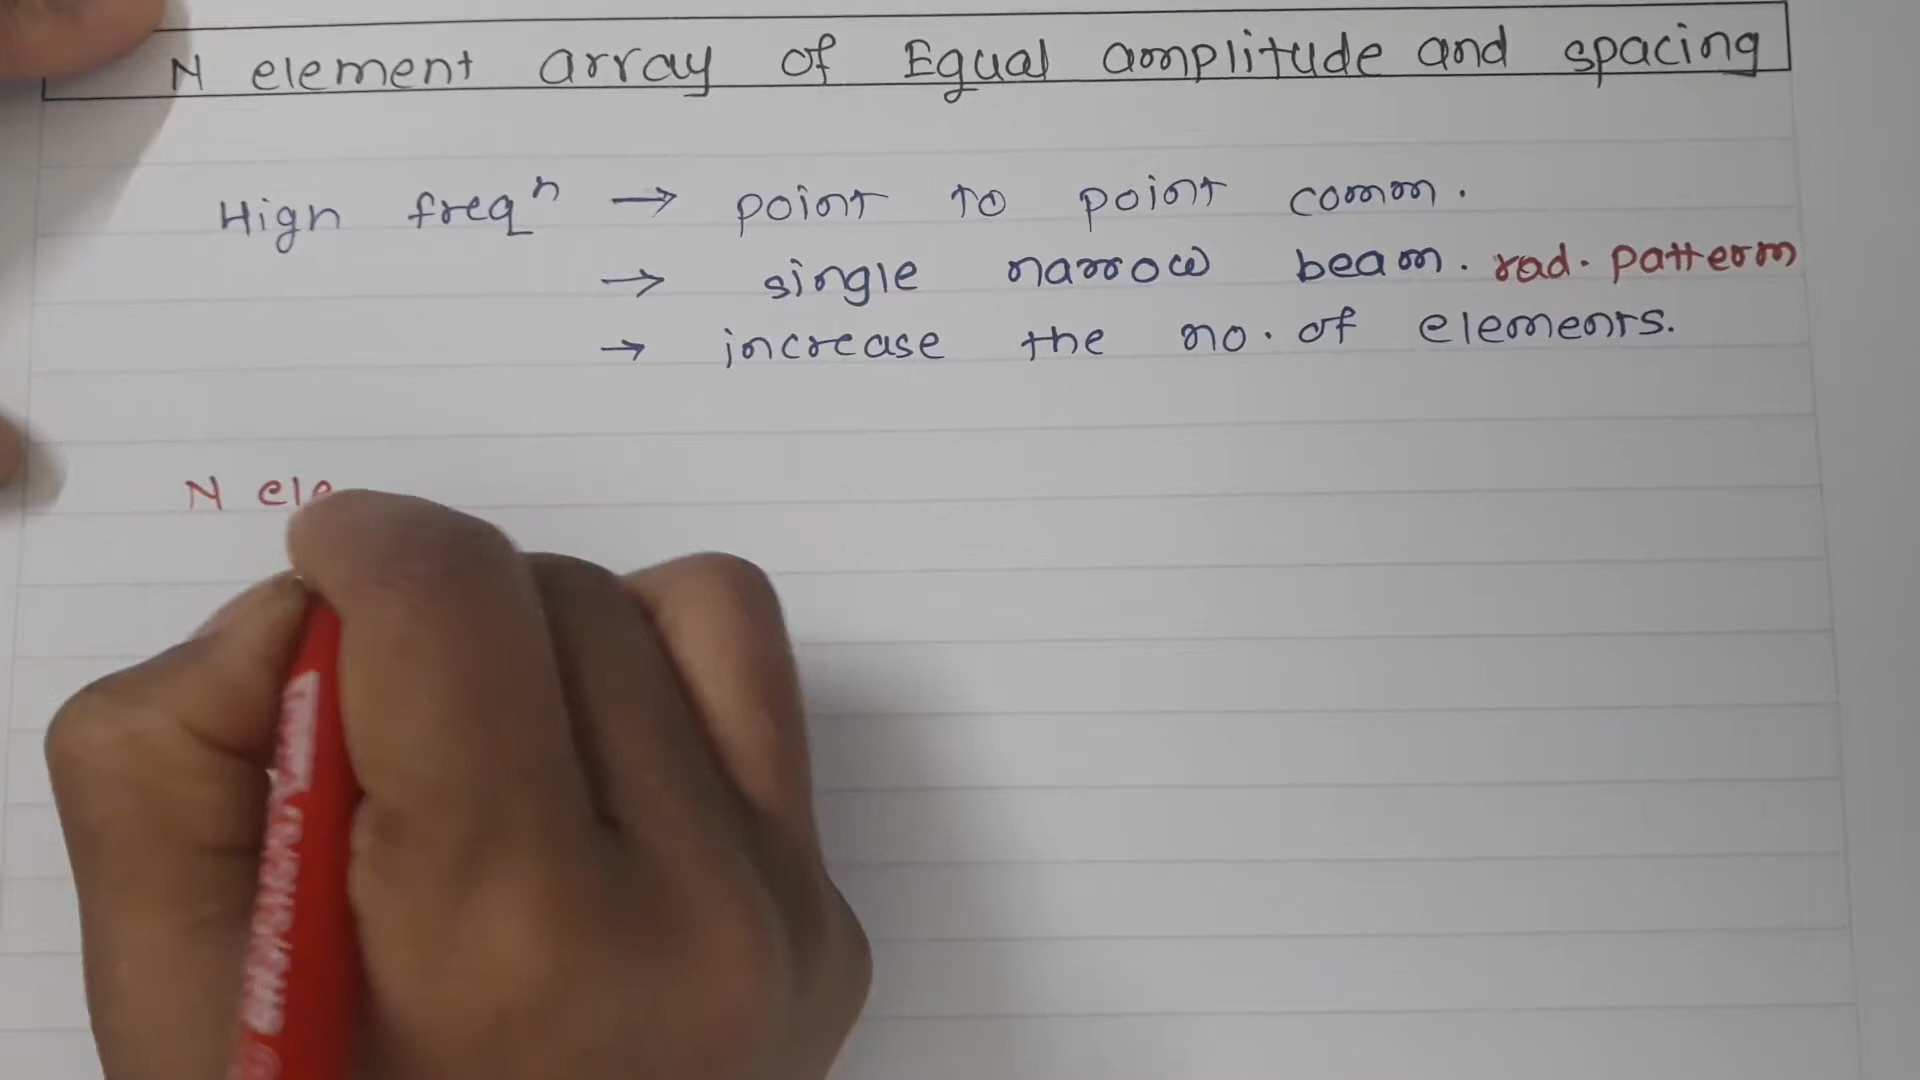 N element array of Equal amplitude and spacing
High freqⁿ → point to point comm.
→ single narrow beam. rad. pattern
→ increase the no. of elements.
N ele